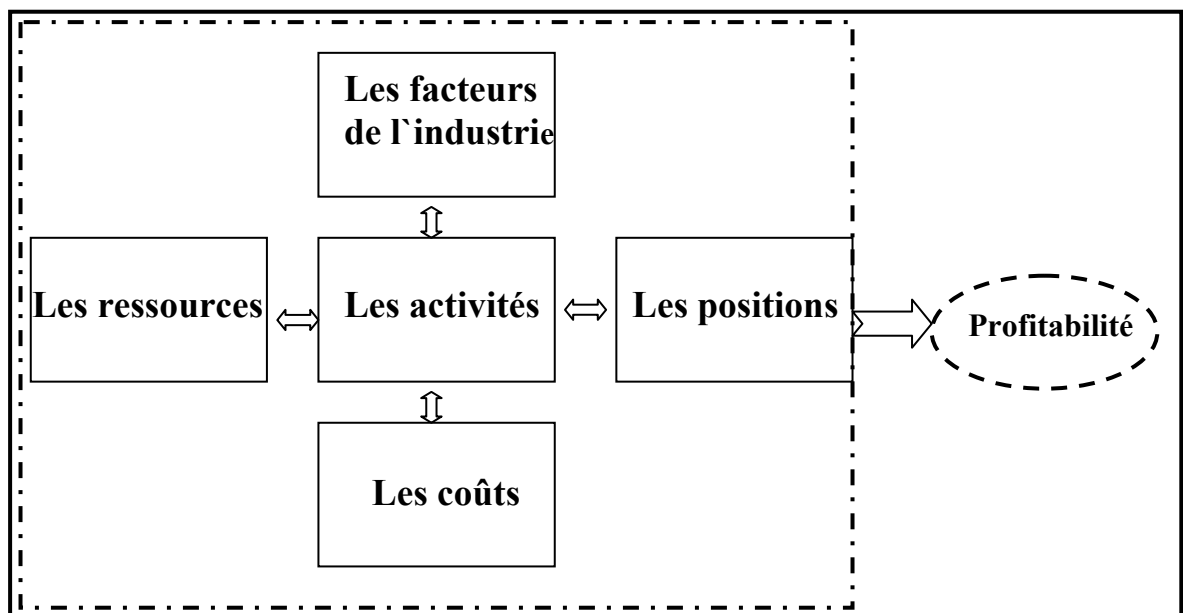 Les facteurs
de l`industrie
Les ressources
Les activités
Les positions
Profitabilité
Les coûts